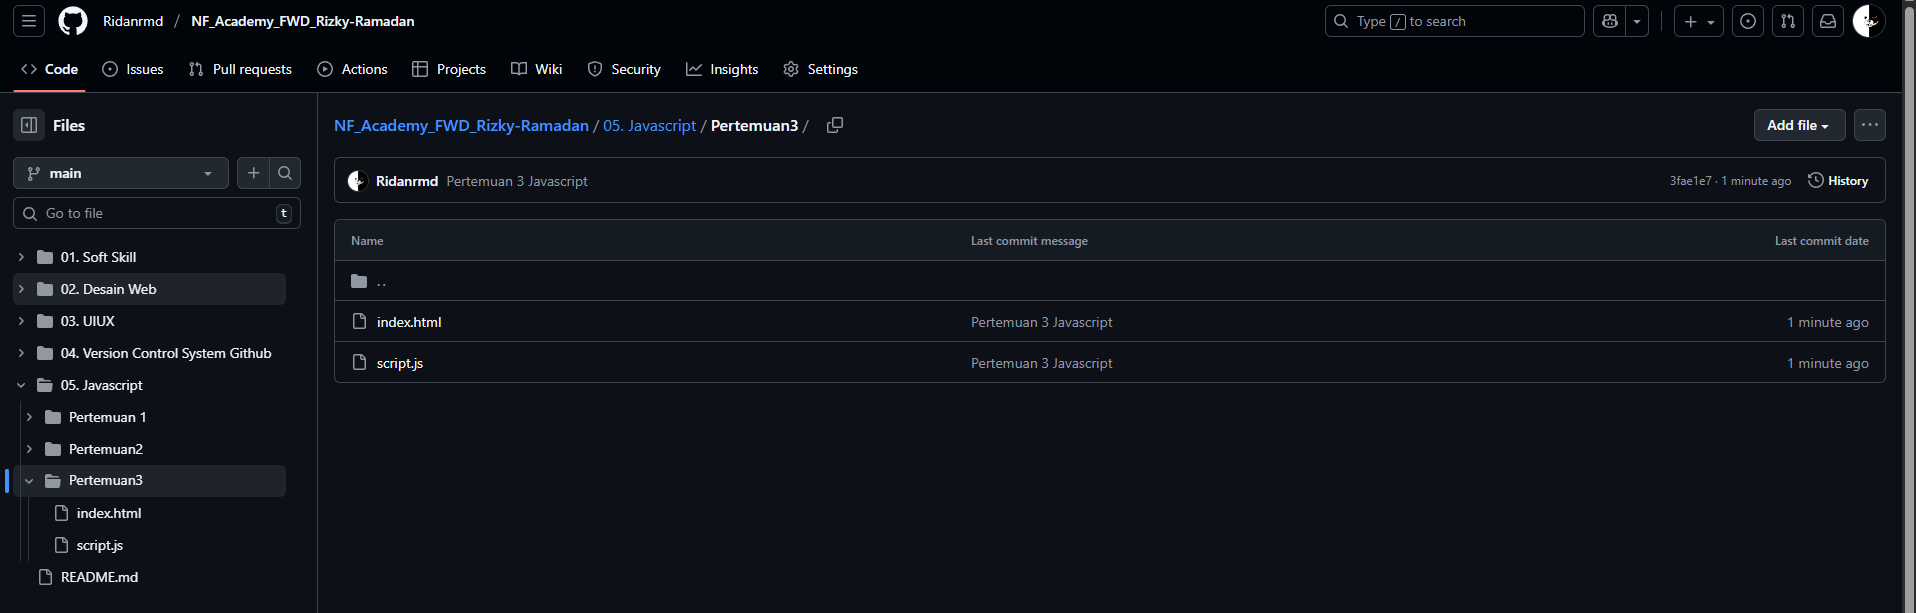 Ridanrmd / NF_Academy_FWD_Rizky-Ramadan
Type / to search
Code Issues Pull requests Actions Projects Wiki Security Insights Settings
Files
main
Go to file t
01. Soft Skill
02. Desain Web
03. UIUX
04. Version Control System Github
05. Javascript
Pertemuan 1
Pertemuan2
Pertemuan3
index.html
script.js
README.md
NF_Academy_FWD_Rizky-Ramadan / 05. Javascript / Pertemuan3 /
Add file
Ridanrmd Pertemuan 3 Javascript 3fae1e7 · 1 minute ago History
Name Last commit message Last commit date
..
index.html Pertemuan 3 Javascript 1 minute ago
script.js Pertemuan 3 Javascript 1 minute ago